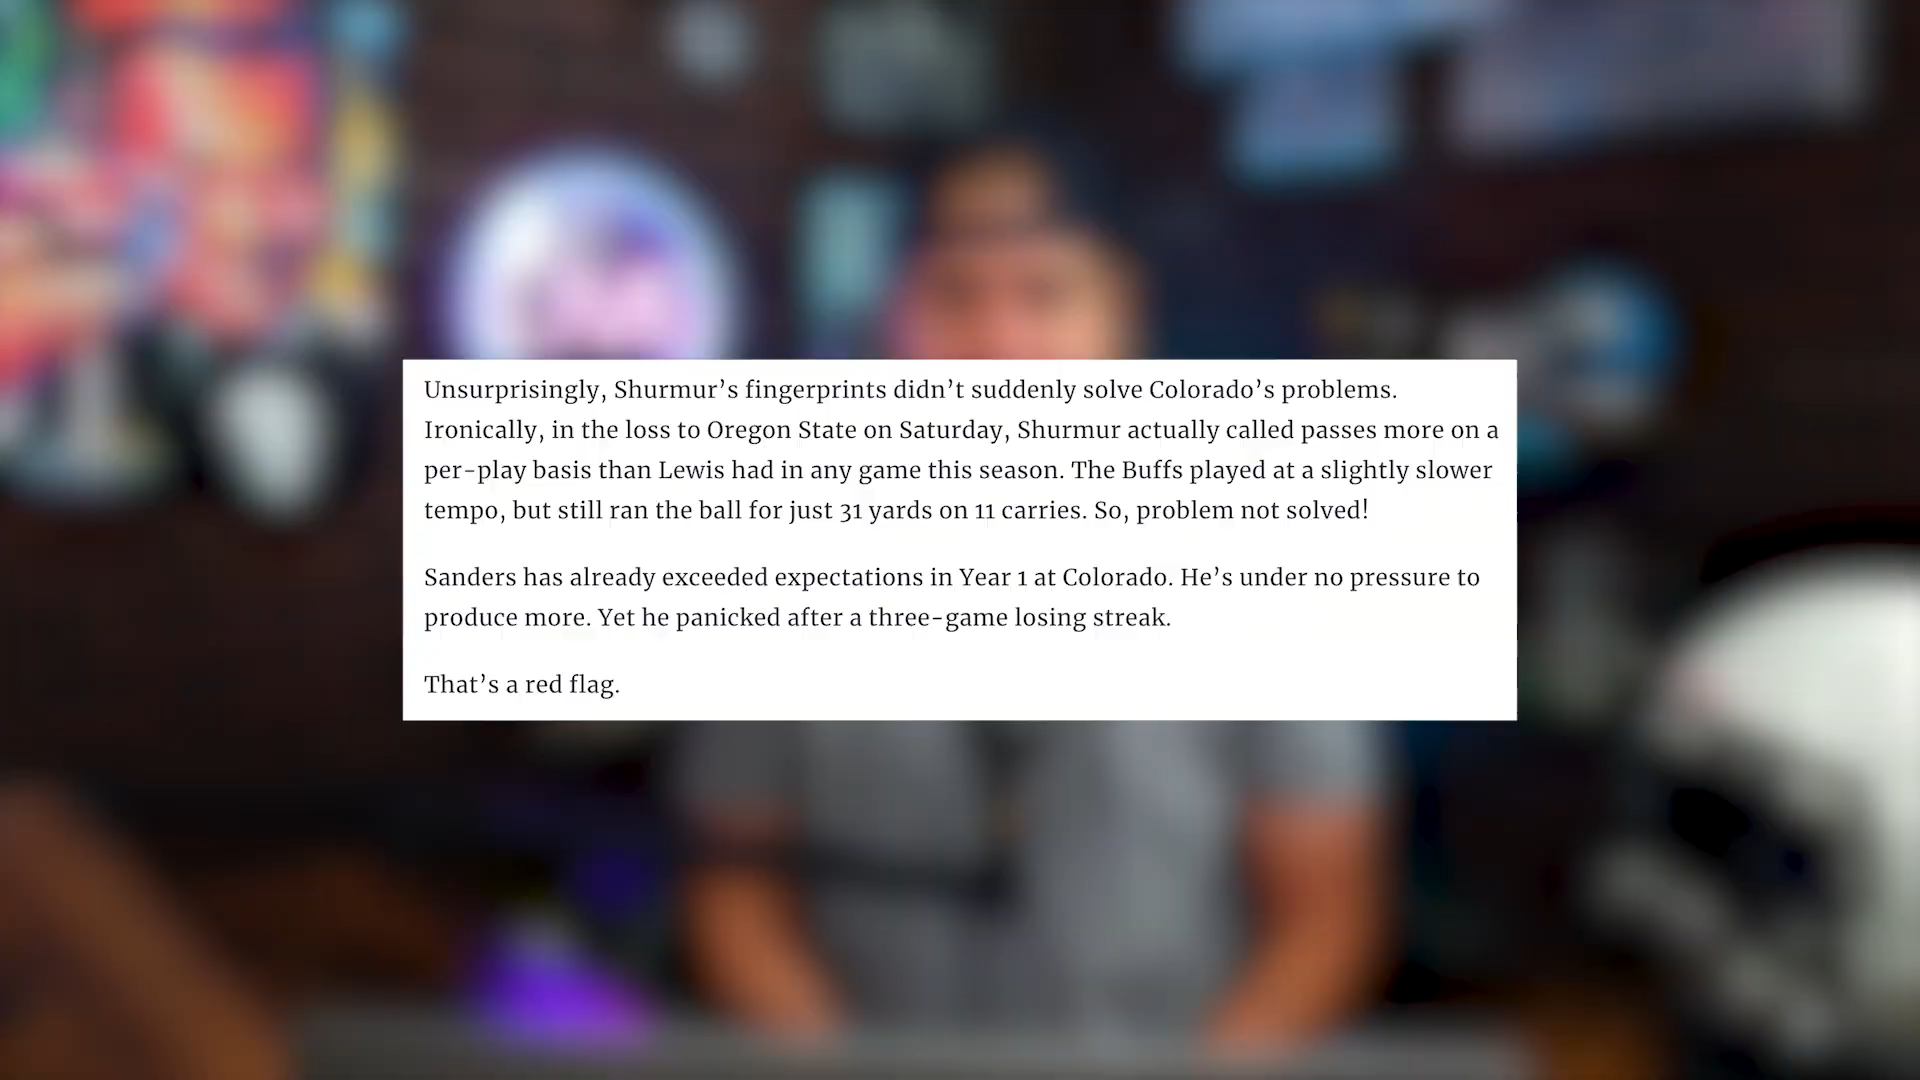 Unsurprisingly, Shurmur’s fingerprints didn’t suddenly solve Colorado’s problems.
Ironically, in the loss to Oregon State on Saturday, Shurmur actually called passes more on a
per-play basis than Lewis had in any game this season. The Buffs played at a slightly slower
tempo, but still ran the ball for just 31 yards on 11 carries. So, problem not solved!
Sanders has already exceeded expectations in Year 1 at Colorado. He’s under no pressure to
produce more. Yet he panicked after a three-game losing streak.
That’s a red flag.